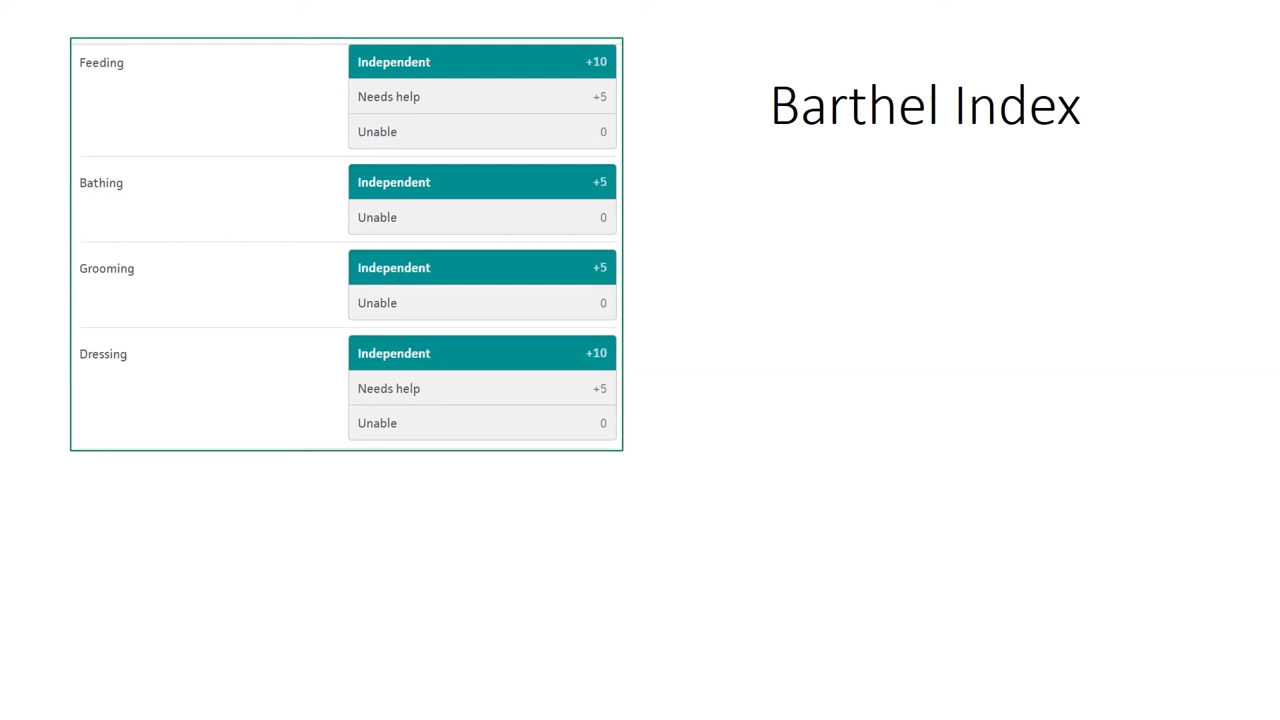 Barthel Index
Feeding
Independent +10
Needs help +5
Unable 0
Bathing
Independent +5
Unable 0
Grooming
Independent +5
Unable 0
Dressing
Independent +10
Needs help +5
Unable 0